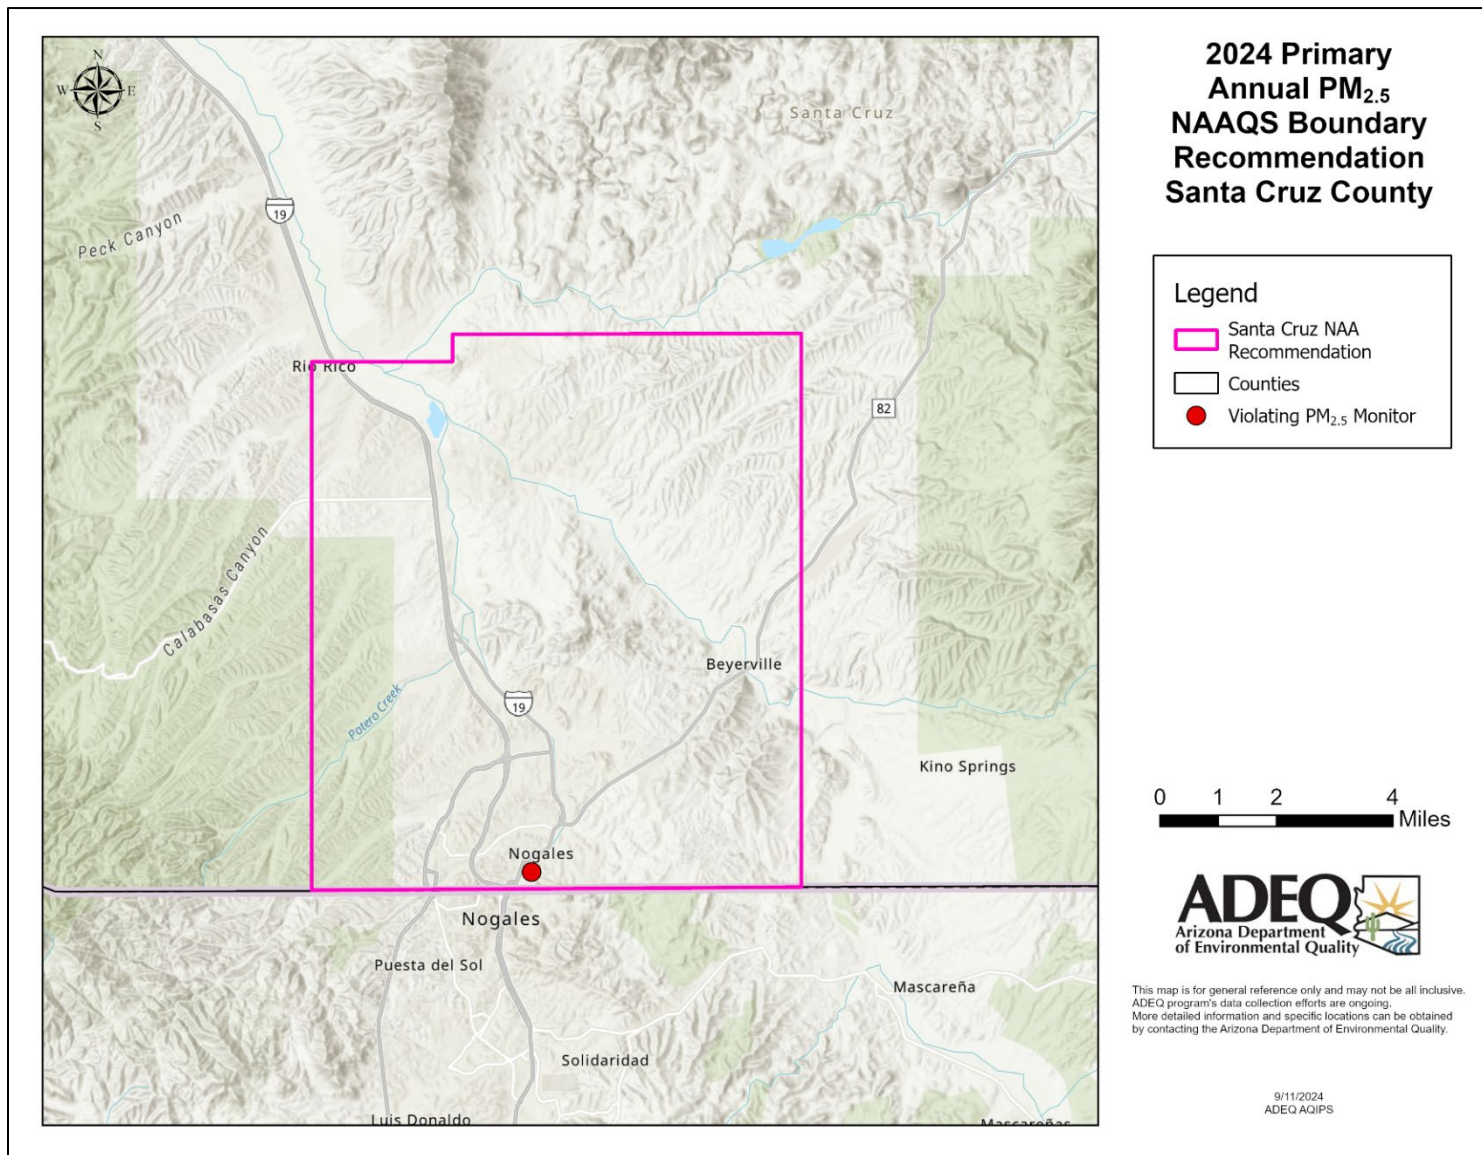 2024 Primary
Annual PM2.5
NAAQS Boundary
Recommendation
Santa Cruz County
Legend
Santa Cruz NAA
Recommendation
Counties
Violating PM2.5 Monitor
N
W E
S
Santa Cruz
19
Peck Canyon
Rio Rico
82
Calabasas Canyon
Beyerville
Potero Creek
19
Kino Springs
Nogales
Nogales
Puesta del Sol
Mascareña
Solidaridad
Luis Donaldo
Mascareñas
0 1 2 4
Miles
ADEQ
Arizona Department
of Environmental Quality
This map is for general reference only and may not be all inclusive.
ADEQ program's data collection efforts are ongoing.
More detailed information and specific locations can be obtained
by contacting the Arizona Department of Environmental Quality.
9/11/2024
ADEQ AQIPS